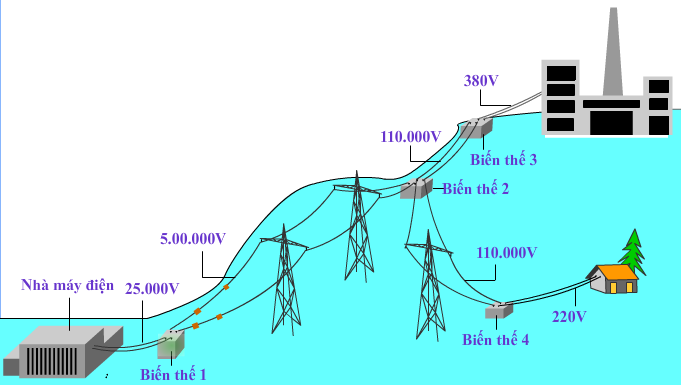 380V
110.000V
Biến thế 3
Biến thế 2
5.00.000V
110.000V
Nhà máy điện
25.000V
220V
Biến thế 4
Biến thế 1